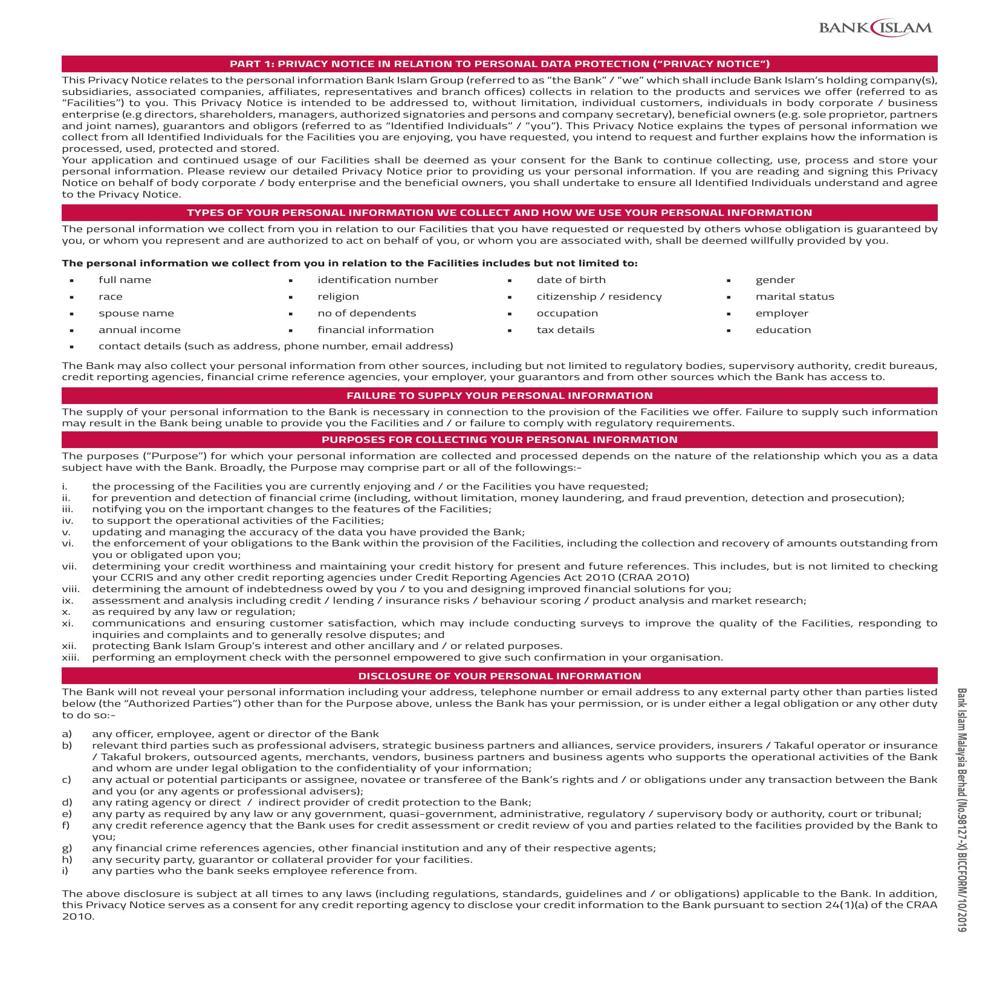 BANK ISLAM
PART 1: PRIVACY NOTICE IN RELATION TO PERSONAL DATA PROTECTION ("PRIVACY NOTICE")
This Privacy Notice relates to the personal information Bank Islam Group (referred to as "the Bank" / "we" which shall include Bank Islam's holding company(s),
subsidiaries, associated companies, affiliates, representatives and branch offices) collects in relation to the products and services we offer (referred to as
"Facilities") to you. This Privacy Notice is intended to be addressed to, without limitation, individual customers, individuals in body corporate / business
enterprise (e.g directors, shareholders, managers, authorized signatories and persons and company secretary), beneficial owners (e.g. sole proprietor, partners
and joint names), guarantors and obligors (referred to as "Identified Individuals" / "you"). This Privacy Notice explains the types of personal information we
collect from all Identified Individuals for the Facilities you are enjoying, you have requested, you intend to request and further explains how the information is
processed, used, protected and stored.
Your application and continued usage of our Facilities shall be deemed as your consent for the Bank to continue collecting, use, process and store your
personal information. Please review our detailed Privacy Notice prior to providing us your personal information. If you are reading and signing this Privacy
Notice on behalf of body corporate / body enterprise and the beneficial owners, you shall undertake to ensure all Identified Individuals understand and agree
to the Privacy Notice.
TYPES OF YOUR PERSONAL INFORMATION WE COLLECT AND HOW WE USE YOUR PERSONAL INFORMATION
The personal information we collect from you in relation to our Facilities that you have requested or requested by others whose obligation is guaranteed by
you, or whom you represent and are authorized to act on behalf of you, or whom you are associated with, shall be deemed willfully provided by you.
The personal information we collect from you in relation to the Facilities includes but not limited to:
▪ full name ▪ identification number ▪ date of birth ▪ gender
▪ race ▪ religion ▪ citizenship / residency ▪ marital status
▪ spouse name ▪ no of dependents ▪ occupation ▪ employer
▪ annual income ▪ financial information ▪ tax details ▪ education
▪ contact details (such as address, phone number, email address)
The Bank may also collect your personal information from other sources, including but not limited to regulatory bodies, supervisory authority, credit bureaus,
credit reporting agencies, financial crime reference agencies, your employer, your guarantors and from other sources which the Bank has access to.
FAILURE TO SUPPLY YOUR PERSONAL INFORMATION
The supply of your personal information to the Bank is necessary in connection to the provision of the Facilities we offer. Failure to supply such information
may result in the Bank being unable to provide you the Facilities and / or failure to comply with regulatory requirements.
PURPOSES FOR COLLECTING YOUR PERSONAL INFORMATION
The purposes ("Purpose") for which your personal information are collected and processed depends on the nature of the relationship which you as a data
subject have with the Bank. Broadly, the Purpose may comprise part or all of the followings:-
i. the processing of the Facilities you are currently enjoying and / or the Facilities you have requested;
ii. for prevention and detection of financial crime (including, without limitation, money laundering, and fraud prevention, detection and prosecution);
iii. notifying you on the important changes to the features of the Facilities;
iv. to support the operational activities of the Facilities;
v. updating and managing the accuracy of the data you have provided the Bank;
vi. the enforcement of your obligations to the Bank within the provision of the Facilities, including the collection and recovery of amounts outstanding from
you or obligated upon you;
vii. determining your credit worthiness and maintaining your credit history for present and future references. This includes, but is not limited to checking
your CCRIS and any other credit reporting agencies under Credit Reporting Agencies Act 2010 (CRAA 2010)
viii. determining the amount of indebtedness owed by you / to you and designing improved financial solutions for you;
ix. assessment and analysis including credit / lending / insurance risks / behaviour scoring / product analysis and market research;
x. as required by any law or regulation;
xi. communications and ensuring customer satisfaction, which may include conducting surveys to improve the quality of the Facilities, responding to
inquiries and complaints and to generally resolve disputes; and
xii. protecting Bank Islam Group's interest and other ancillary and / or related purposes.
xiii. performing an employment check with the personnel empowered to give such confirmation in your organisation.
DISCLOSURE OF YOUR PERSONAL INFORMATION
The Bank will not reveal your personal information including your address, telephone number or email address to any external party other than parties listed
below (the "Authorized Parties") other than for the Purpose above, unless the Bank has your permission, or is under either a legal obligation or any other duty
to do so:-
a) any officer, employee, agent or director of the Bank
b) relevant third parties such as professional advisers, strategic business partners and alliances, service providers, insurers / Takaful operator or insurance
/ Takaful brokers, outsourced agents, merchants, vendors, business partners and business agents who supports the operational activities of the Bank
and whom are under legal obligation to the confidentiality of your information;
c) any actual or potential participants or assignee, novatee or transferee of the Bank's rights and / or obligations under any transaction between the Bank
and you (or any agents or professional advisers);
d) any rating agency or direct / indirect provider of credit protection to the Bank;
e) any party as required by any law or any government, quasi-government, administrative, regulatory / supervisory body or authority, court or tribunal;
f) any credit reference agency that the Bank uses for credit assessment or credit review of you and parties related to the facilities provided by the Bank to
you;
g) any financial crime references agencies, other financial institution and any of their respective agents;
h) any security party, guarantor or collateral provider for your facilities.
i) any parties who the bank seeks employee reference from.
The above disclosure is subject at all times to any laws (including regulations, standards, guidelines and / or obligations) applicable to the Bank. In addition,
this Privacy Notice serves as a consent for any credit reporting agency to disclose your credit information to the Bank pursuant to section 24(1)(a) of the CRAA
2010.
Bank Islam Malaysia Berhad (No.98127-X) BICCFORM/10/2019